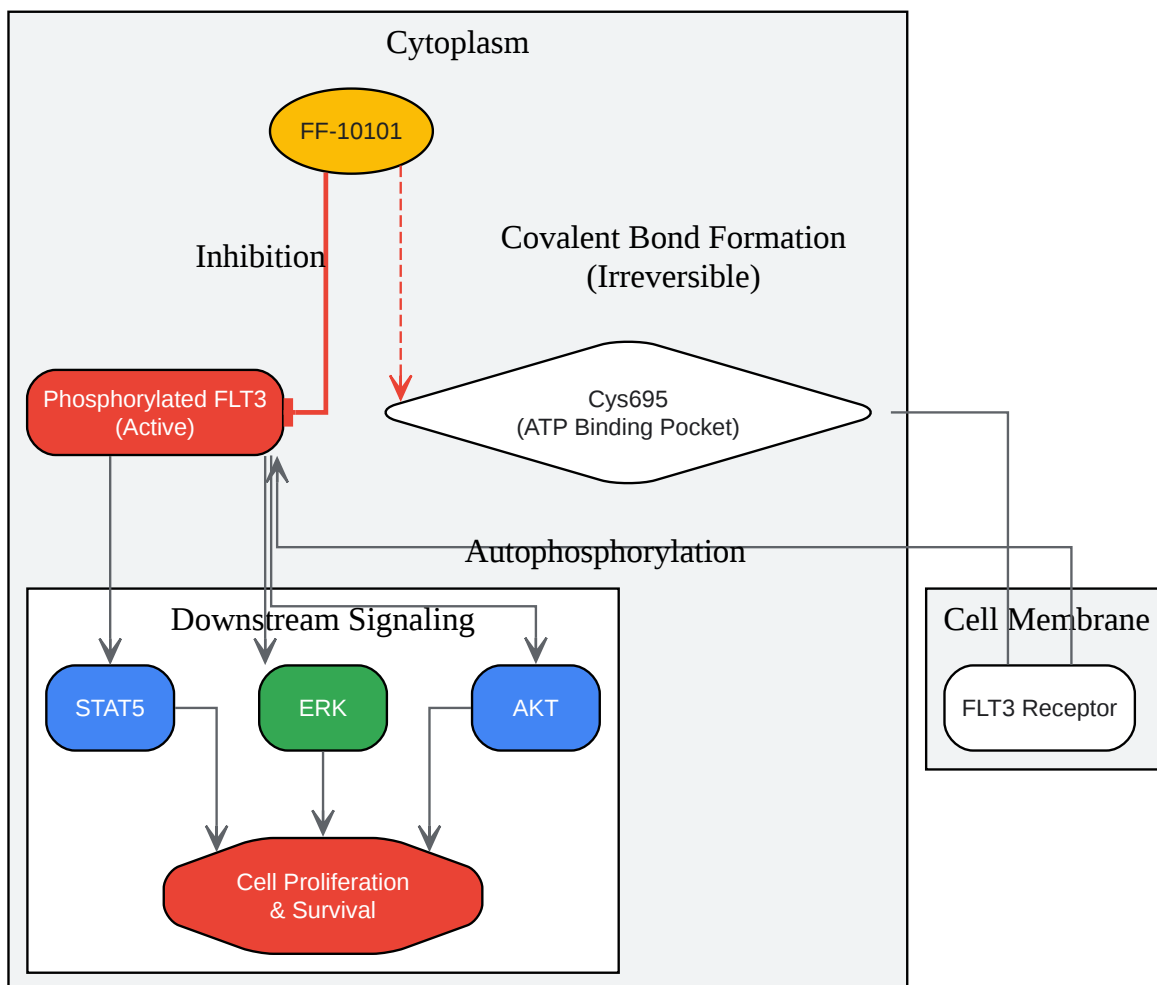 Cytoplasm
FF-10101
Inhibition
Covalent Bond Formation
(Irreversible)
Phosphorylated FLT3
(Active)
Cys695
(ATP Binding Pocket)
Autophosphorylation
Downstream Signaling
Cell Membrane
STAT5
ERK
AKT
FLT3 Receptor
Cell Proliferation
& Survival